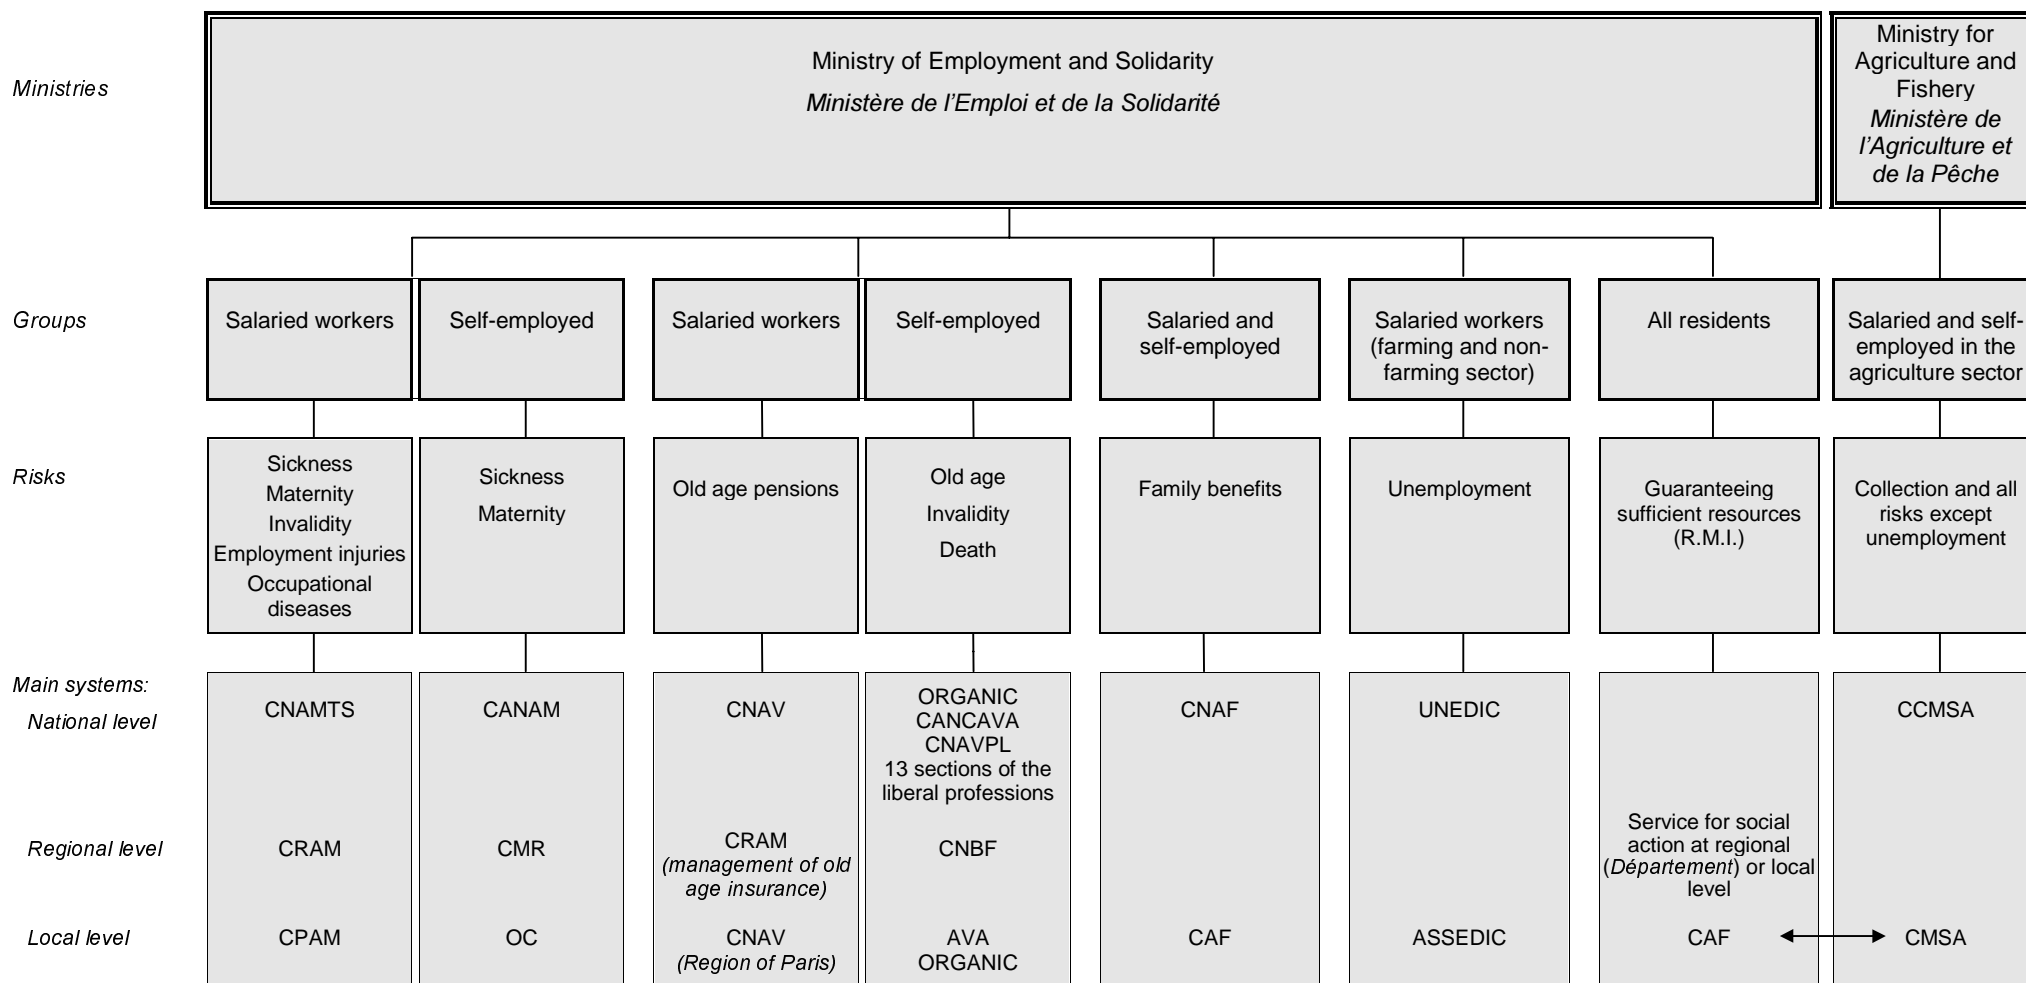 Ministries
Ministry of Employment and Solidarity
Ministère de l'Emploi et de la Solidarité
Ministry for
Agriculture and
Fishery
Ministère de
l'Agriculture et
de la Pêche
Groups
Salaried workers
Self-employed
Salaried workers
Self-employed
Salaried and
self-employed
Salaried workers
(farming and non-
farming sector)
All residents
Salaried and self-
employed in the
agriculture sector
Risks
Sickness
Maternity
Invalidity
Employment injuries
Occupational
diseases
Sickness
Maternity
Old age pensions
Old age
Invalidity
Death
Family benefits
Unemployment
Guaranteeing
sufficient resources
(R.M.I.)
Collection and all
risks except
unemployment
Main systems:
National level
CNAMTS
CANAM
CNAV
ORGANIC
CANCAVA
CNAVPL
13 sections of the
liberal professions
CNAF
UNEDIC
CCMSA
Regional level
CRAM
CMR
CRAM
(management of old
age insurance)
CNBF
Service for social
action at regional
(Département) or local
level
Local level
CPAM
OC
CNAV
(Region of Paris)
AVA
ORGANIC
CAF
ASSEDIC
CAF
CMSA